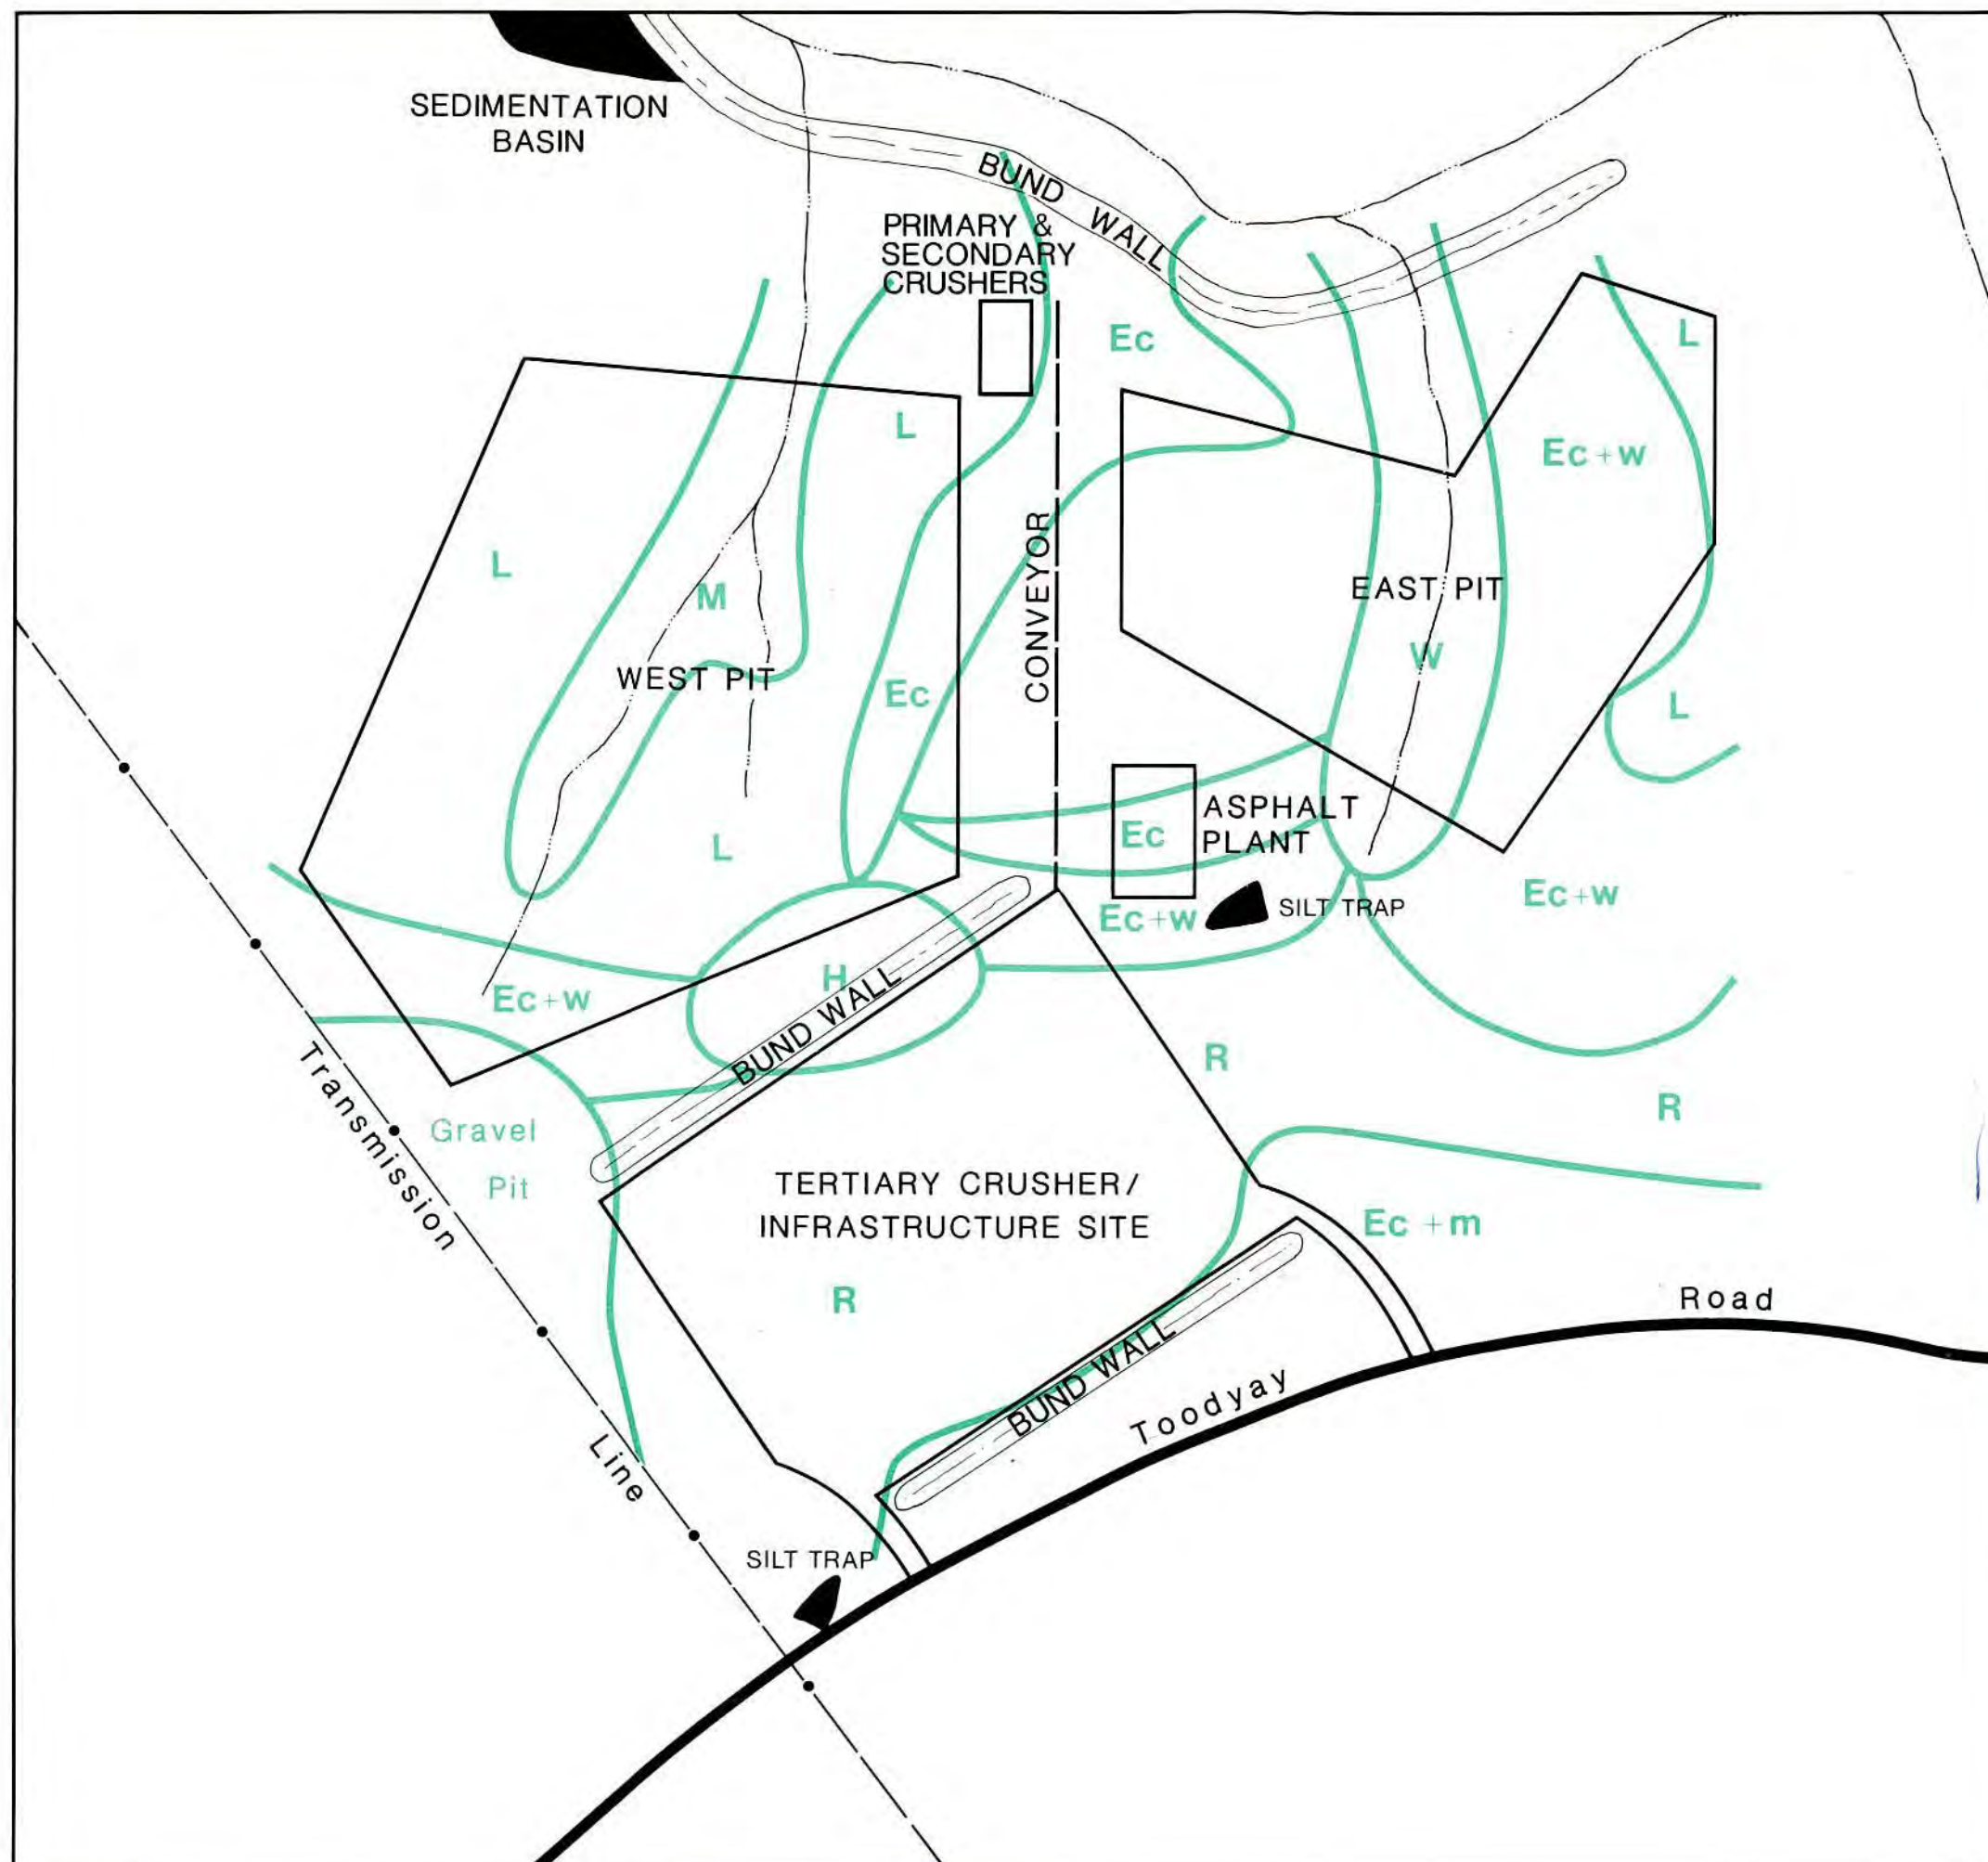 SEDIMENTATION
BASIN
BUND WALL
PRIMARY &
SECONDARY
CRUSHERS
Ec
L
L
Ec+w
L
CONVEYOR
M
EAST PIT
W
WEST PIT
Ec
L
L
ASPHALT
PLANT
Ec
Ec+w
SILT TRAP
Ec+w
H
BUND WALL
Ec+w
R
R
Transmission
Line
Gravel
Pit
TERTIARY CRUSHER/
INFRASTRUCTURE SITE
R
Ec +m
BUND WALL
Toodyay
Road
SILT TRAP